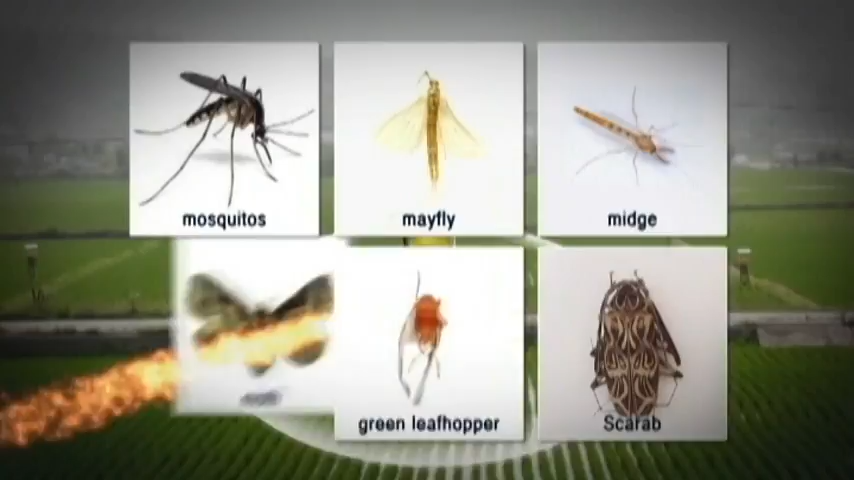 mosquitos
mayfly
midge
green leafhopper
Scarab